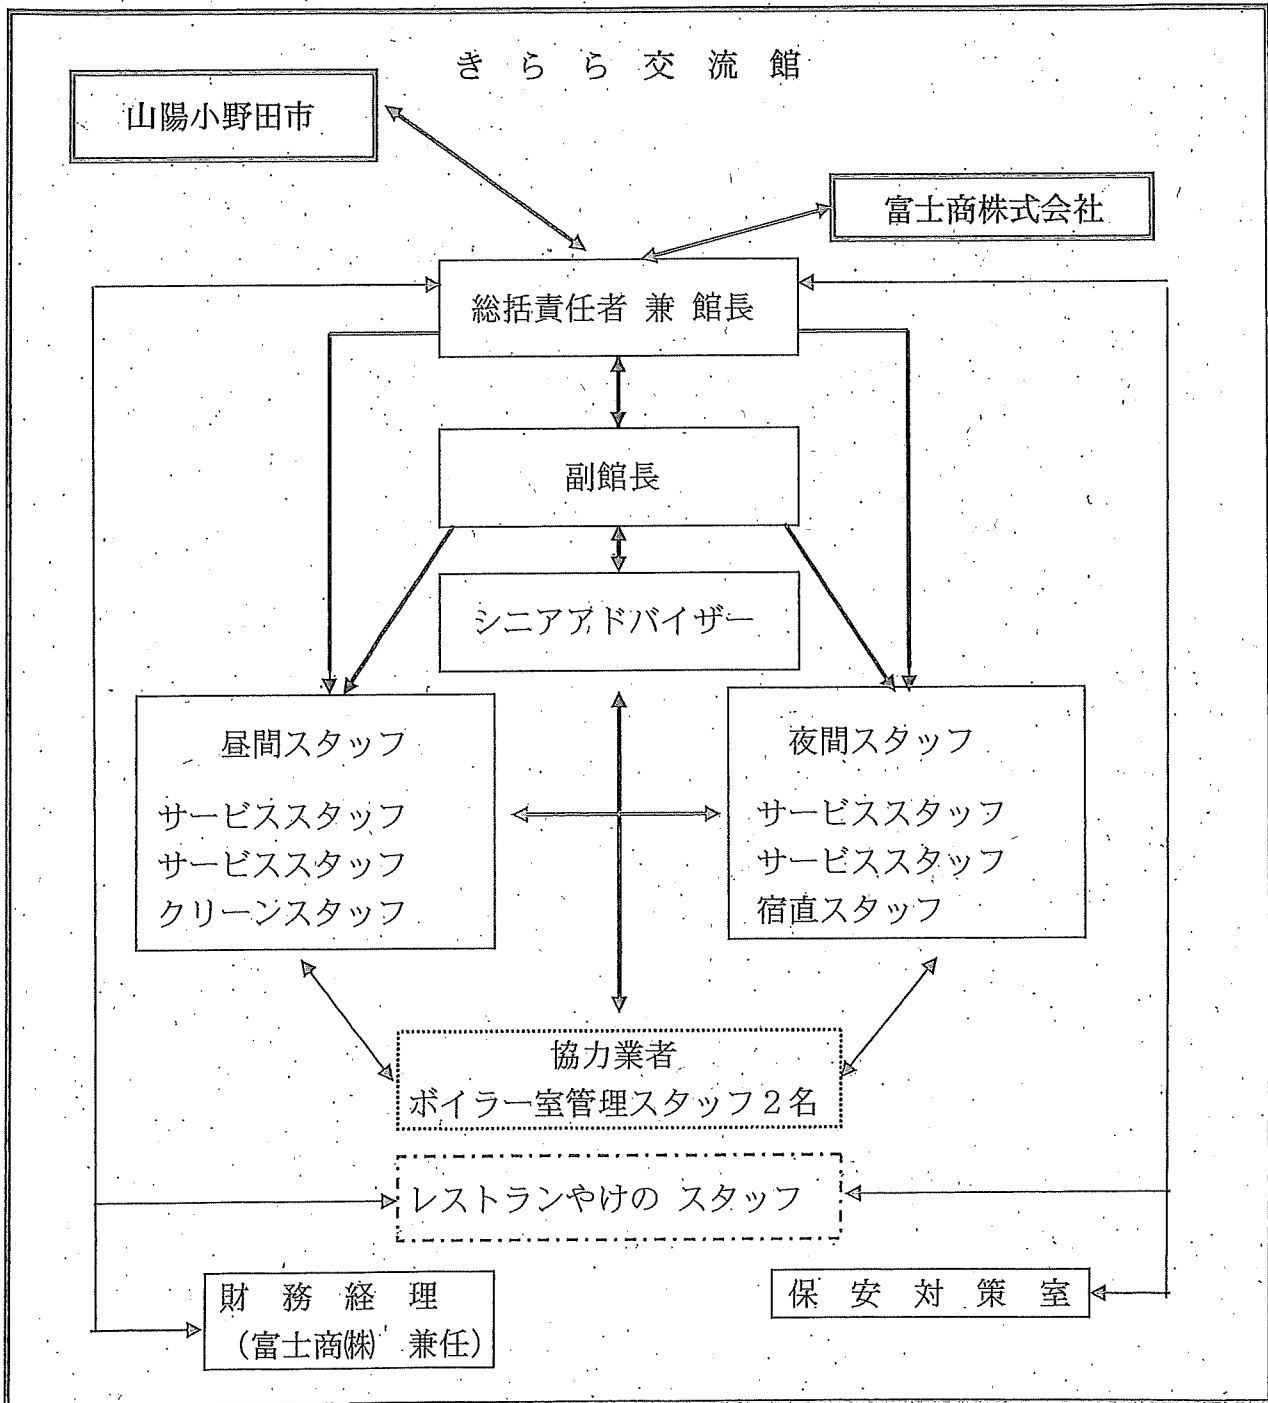 きらら交流館
山陽小野田市
富士商株式会社
総括責任者 兼 館長
副館長
シニアアドバイザー
昼間スタッフ
サービススタッフ
サービススタッフ
クリーンスタッフ
夜間スタッフ
サービススタッフ
サービススタッフ
宿直スタッフ
協力業者
ボイラー室管理スタッフ2名
レストランやけの スタッフ
財務経理
（富士商㈱ 兼任）
保安対策室